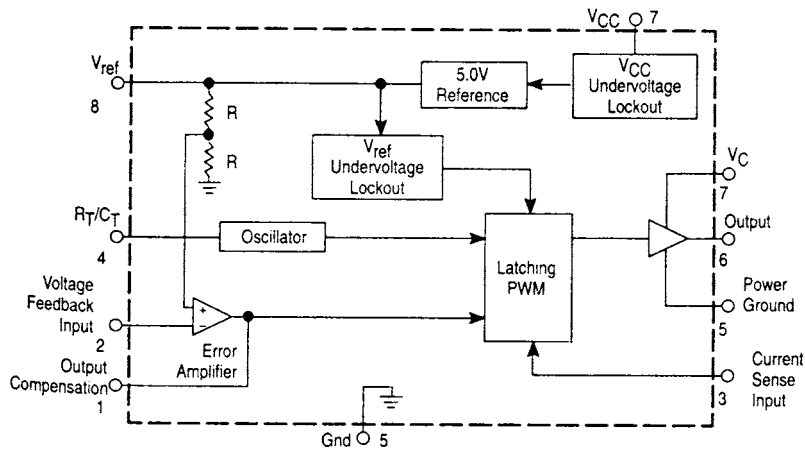 VCC 7
Vref
8
R
R
5.0V
Reference
VCC
Undervoltage
Lockout
Vref
Undervoltage
Lockout
VC
7
RT/CT
4
Oscillator
Latching
PWM
Output
6
Voltage
Feedback
Input
2
+
−
Error
Amplifier
Power
Ground
5
Output
Compensation
1
Current
Sense
Input
3
Gnd 5